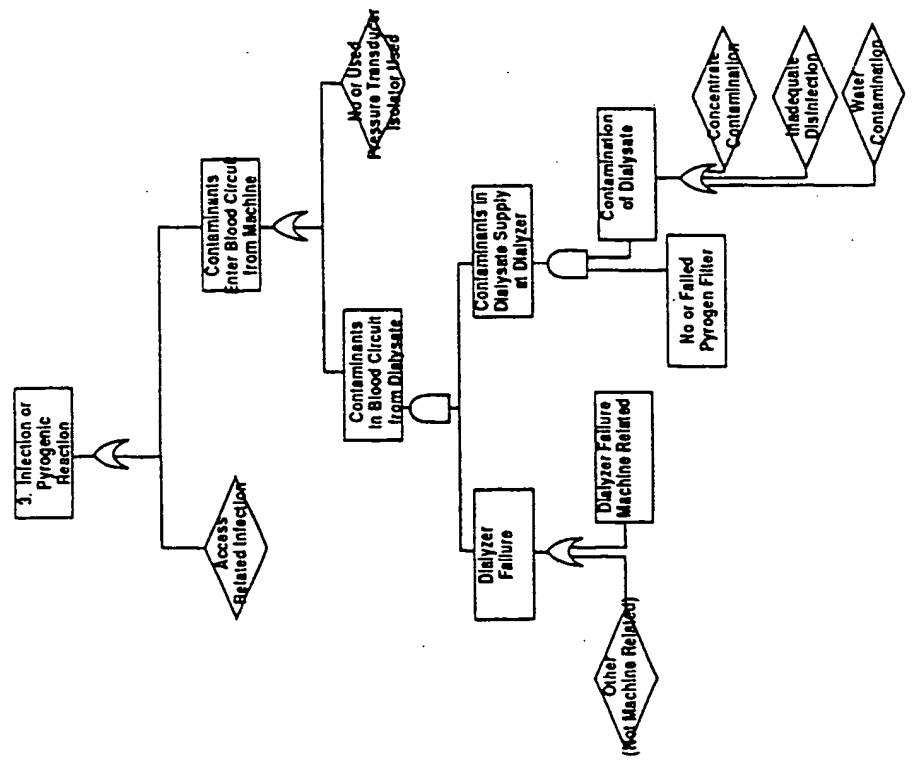 3. Infection or
Pyrogenic
Reaction
Access
Related Infection
Contaminants
Enter Blood Circuit
from Machine
Contaminants
In Blood Circuit
from Dialysate
No or Used
Pressure Transducer
Isolator Used
Dialyzer
Failure
Contaminants in
Dialysate Supply
at Dialyzer
Other
(Not Machine Related)
Dialyzer Failure
Machine Related
No or Failed
Pyrogen Filter
Contamination
of Dialysate
Concentrate
Contamination
Inadequate
Disinfection
Water
Contamination